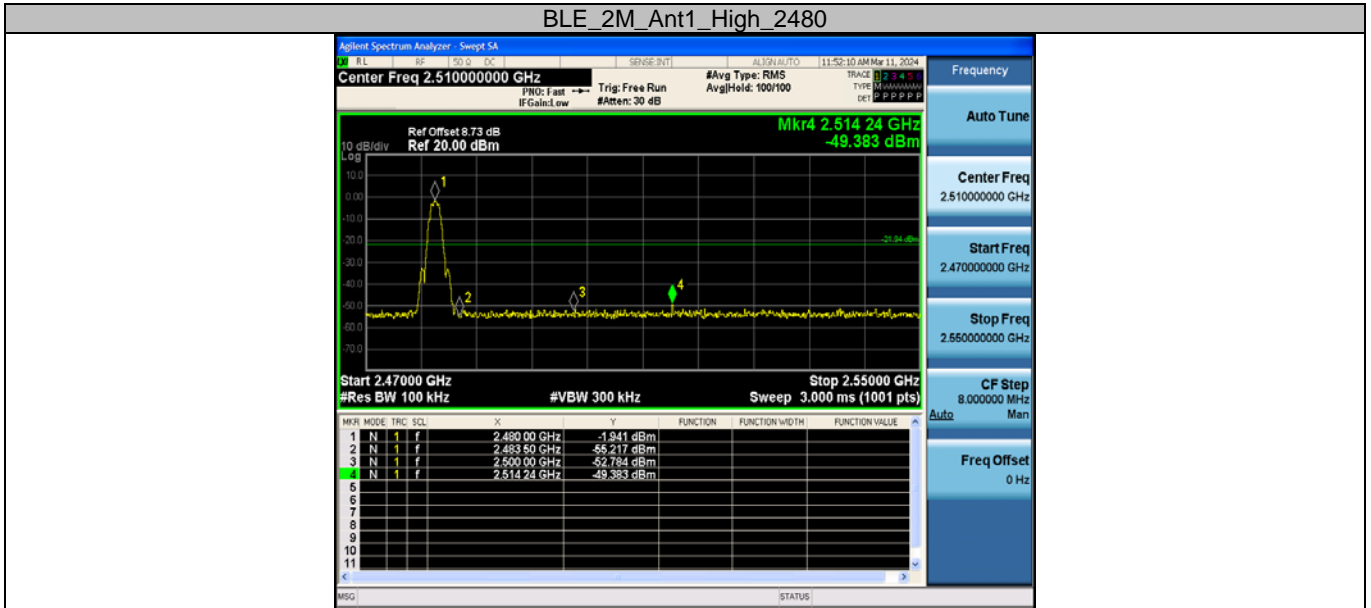 BLE_2M_Ant1_High_2480
Agilent Spectrum Analyzer - Swept SA
RL RF 50 Ω DC SENSE:INT ALIGNAUTO 11:52:10 AM Mar 11, 2024
Center Freq 2.510000000 GHz
PNO: Fast
IFGain:Low
Trig: Free Run
#Atten: 30 dB
#Avg Type: RMS
Avg|Hold: 100/100
TRACE 1 2 3 4 5 6
TYPE M
DET P P P P P P
Mkr4 2.514 24 GHz
-49.383 dBm
Ref Offset 8.73 dB
10 dB/div Ref 20.00 dBm
Log
10.0
0.00
-10.0
-20.0
-30.0
-40.0
-50.0
-60.0
-70.0
1
2
3
4
-21.94 dBm
Start 2.47000 GHz Stop 2.55000 GHz
#Res BW 100 kHz #VBW 300 kHz Sweep 3.000 ms (1001 pts)
MKR MODE TRC SCL X Y FUNCTION FUNCTION WIDTH FUNCTION VALUE
1 N 1 f 2.480 00 GHz -1.941 dBm
2 N 1 f 2.483 50 GHz -55.217 dBm
3 N 1 f 2.500 00 GHz -52.784 dBm
4 N 1 f 2.514 24 GHz -49.383 dBm
5
6
7
8
9
10
11
MSG STATUS
Frequency
Auto Tune
Center Freq
2.510000000 GHz
Start Freq
2.470000000 GHz
Stop Freq
2.550000000 GHz
CF Step
8.000000 MHz
Auto Man
Freq Offset
0 Hz